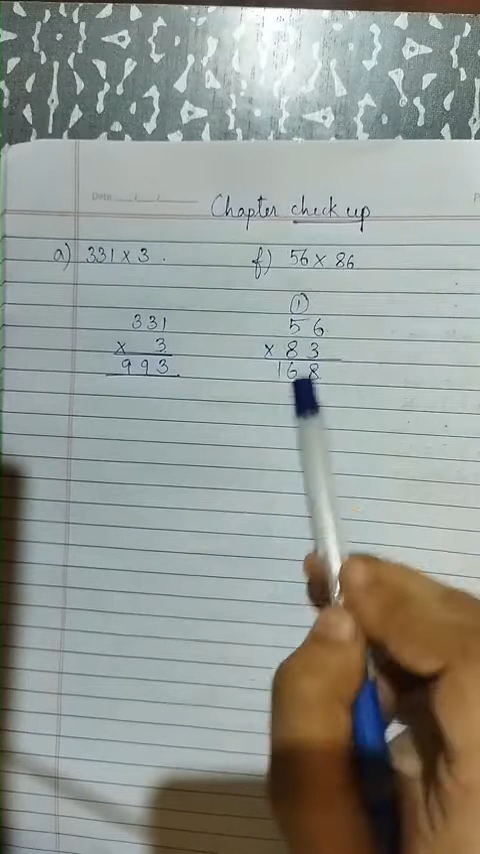 Date
Chapter check up
a) 331 x 3 .
f) 56 x 86
331
x 3
993
1
56
x 83
168